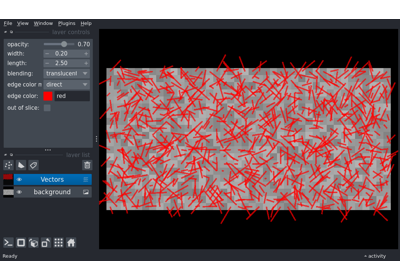 File View Window Plugins Help
layer controls
opacity: 0.70
width: 0.20
length: 2.50
blending: translucent
edge color m direct
edge color: red
out of slice:
layer list
Vectors
background
Ready
activity